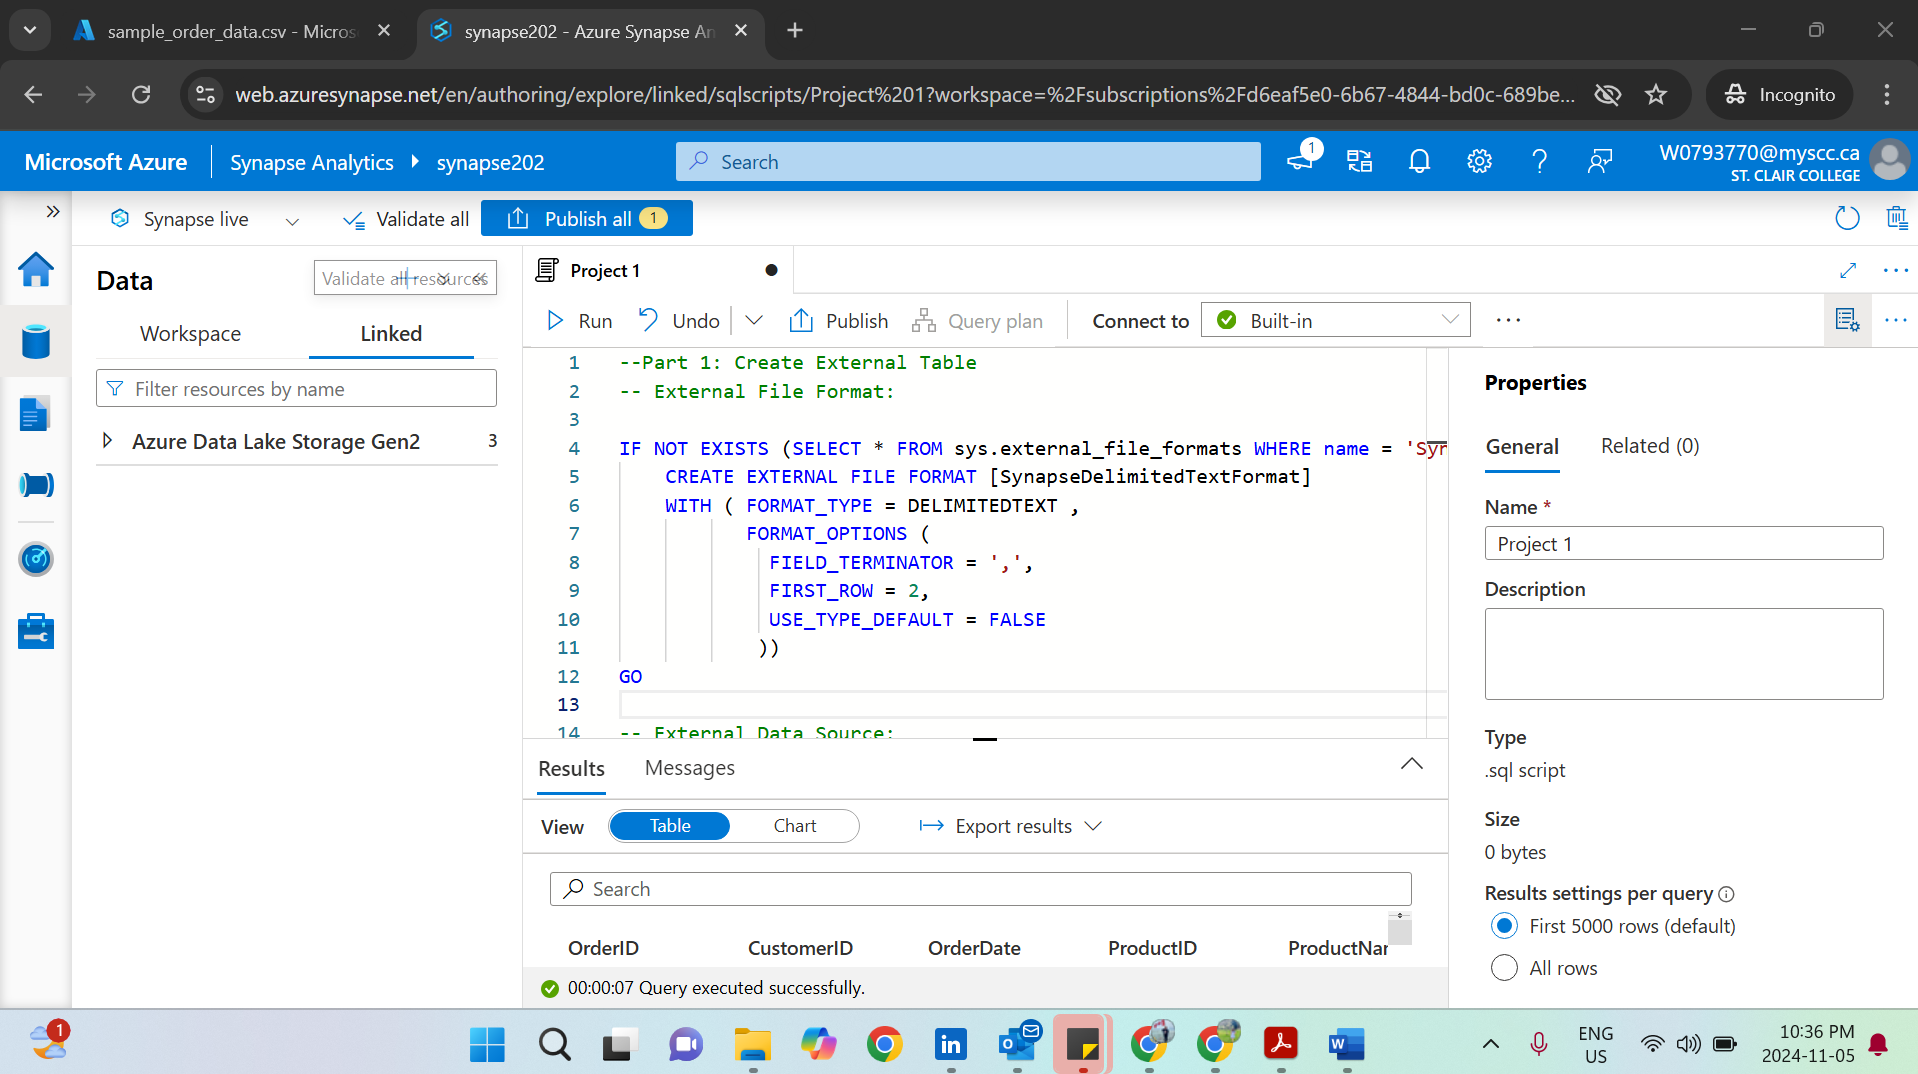 sample_order_data.csv - Micros
synapse202 - Azure Synapse An
web.azuresynapse.net/en/authoring/explore/linked/sqlscripts/Project%201?workspace=%2Fsubscriptions%2Fd6eaf5e0-6b67-4844-bd0c-689be...
Incognito
Microsoft Azure
Synapse Analytics
synapse202
Search
1
W0793770@myscc.ca
ST. CLAIR COLLEGE
Synapse live
Validate all
Publish all 1
Data
Validate all resources
Workspace
Linked
Filter resources by name
Azure Data Lake Storage Gen2 3
Project 1
Run
Undo
Publish
Query plan
Connect to
Built-in
1 --Part 1: Create External Table
2 -- External File Format:
3
4 IF NOT EXISTS (SELECT * FROM sys.external_file_formats WHERE name = 'Syn
5 CREATE EXTERNAL FILE FORMAT [SynapseDelimitedTextFormat]
6 WITH ( FORMAT_TYPE = DELIMITEDTEXT ,
7 FORMAT_OPTIONS (
8 FIELD_TERMINATOR = ',',
9 FIRST_ROW = 2,
10 USE_TYPE_DEFAULT = FALSE
11 ))
12 GO
13
14 -- External Data Source:
Results
Messages
View
Table
Chart
Export results
Search
OrderID CustomerID OrderDate ProductID ProductNar
00:00:07 Query executed successfully.
Properties
General
Related (0)
Name *
Project 1
Description
Type
.sql script
Size
0 bytes
Results settings per query
First 5000 rows (default)
All rows
1
ENG
US
10:36 PM
2024-11-05